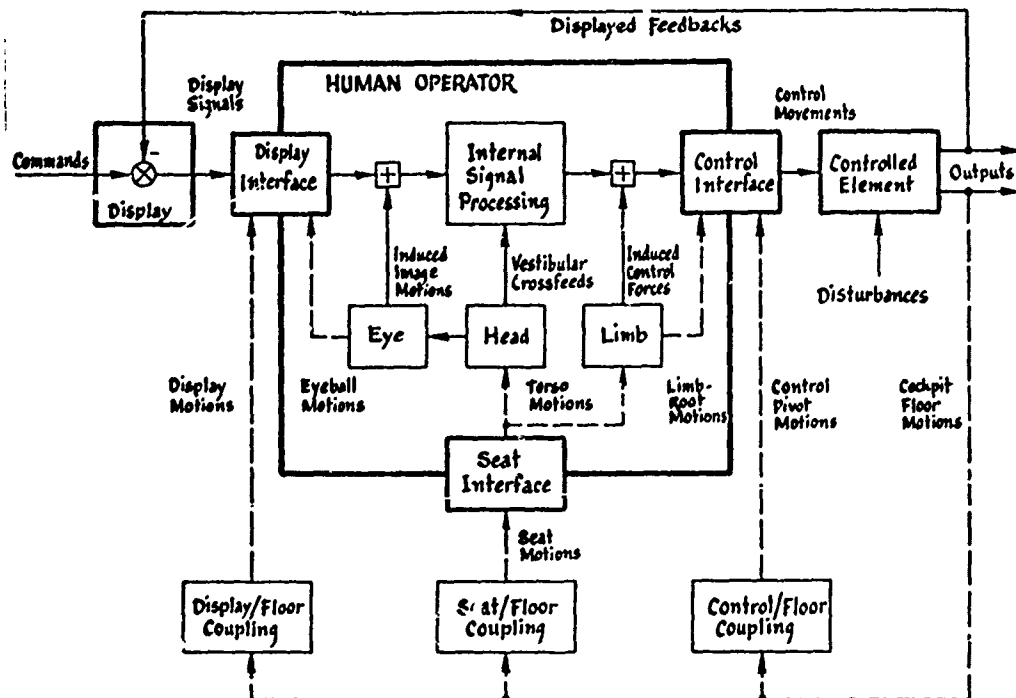 Displayed Feedbacks
HUMAN OPERATOR
Display
Signals
Control
Movements
Commands
-
Display
Display
Interface
+
Internal
Signal
Processing
+
Control
Interface
Controlled
Element
Outputs
Induced
Image
Motions
Vestibular
Crossfeeds
Induced
Control
Forces
Disturbances
Eye
Head
Limb
Display
Motions
Eyeball
Motions
Torso
Motions
Limb-
Root
Motions
Control
Pivot
Motions
Cockpit
Floor
Motions
Seat
Interface
Seat
Motions
Display/Floor
Coupling
Seat/Floor
Coupling
Control/Floor
Coupling